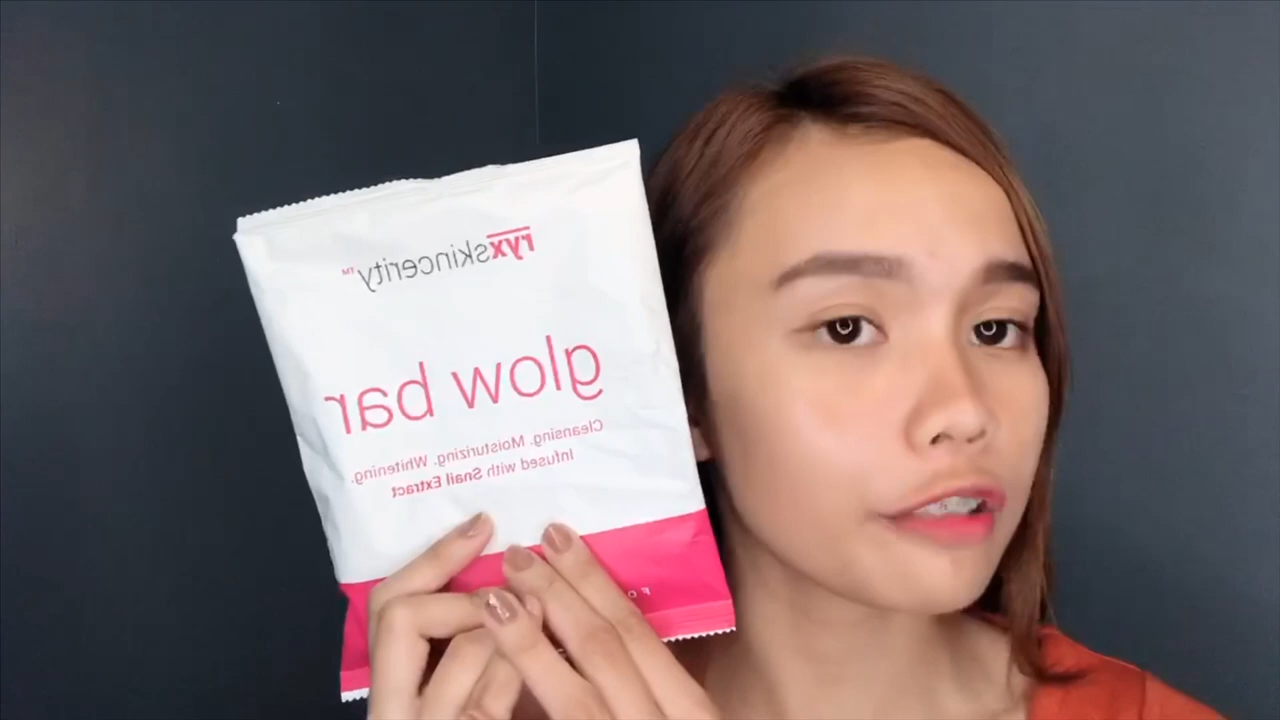 ryxskincerity™
glow bar
Cleansing. Moisturizing. Whitening.
Infused with Snail Extract